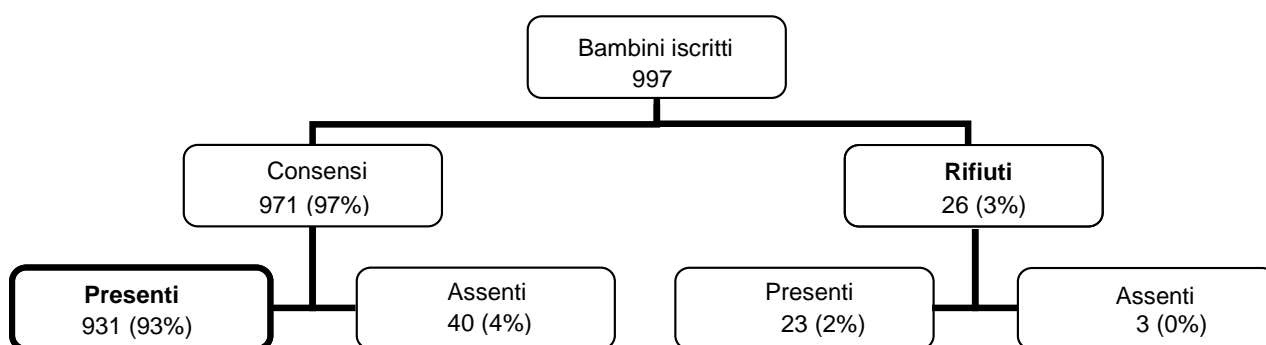 Bambini iscritti
997
Consensi
971 (97%)
Rifiuti
26 (3%)
Presenti
931 (93%)
Assenti
40 (4%)
Presenti
23 (2%)
Assenti
3 (0%)